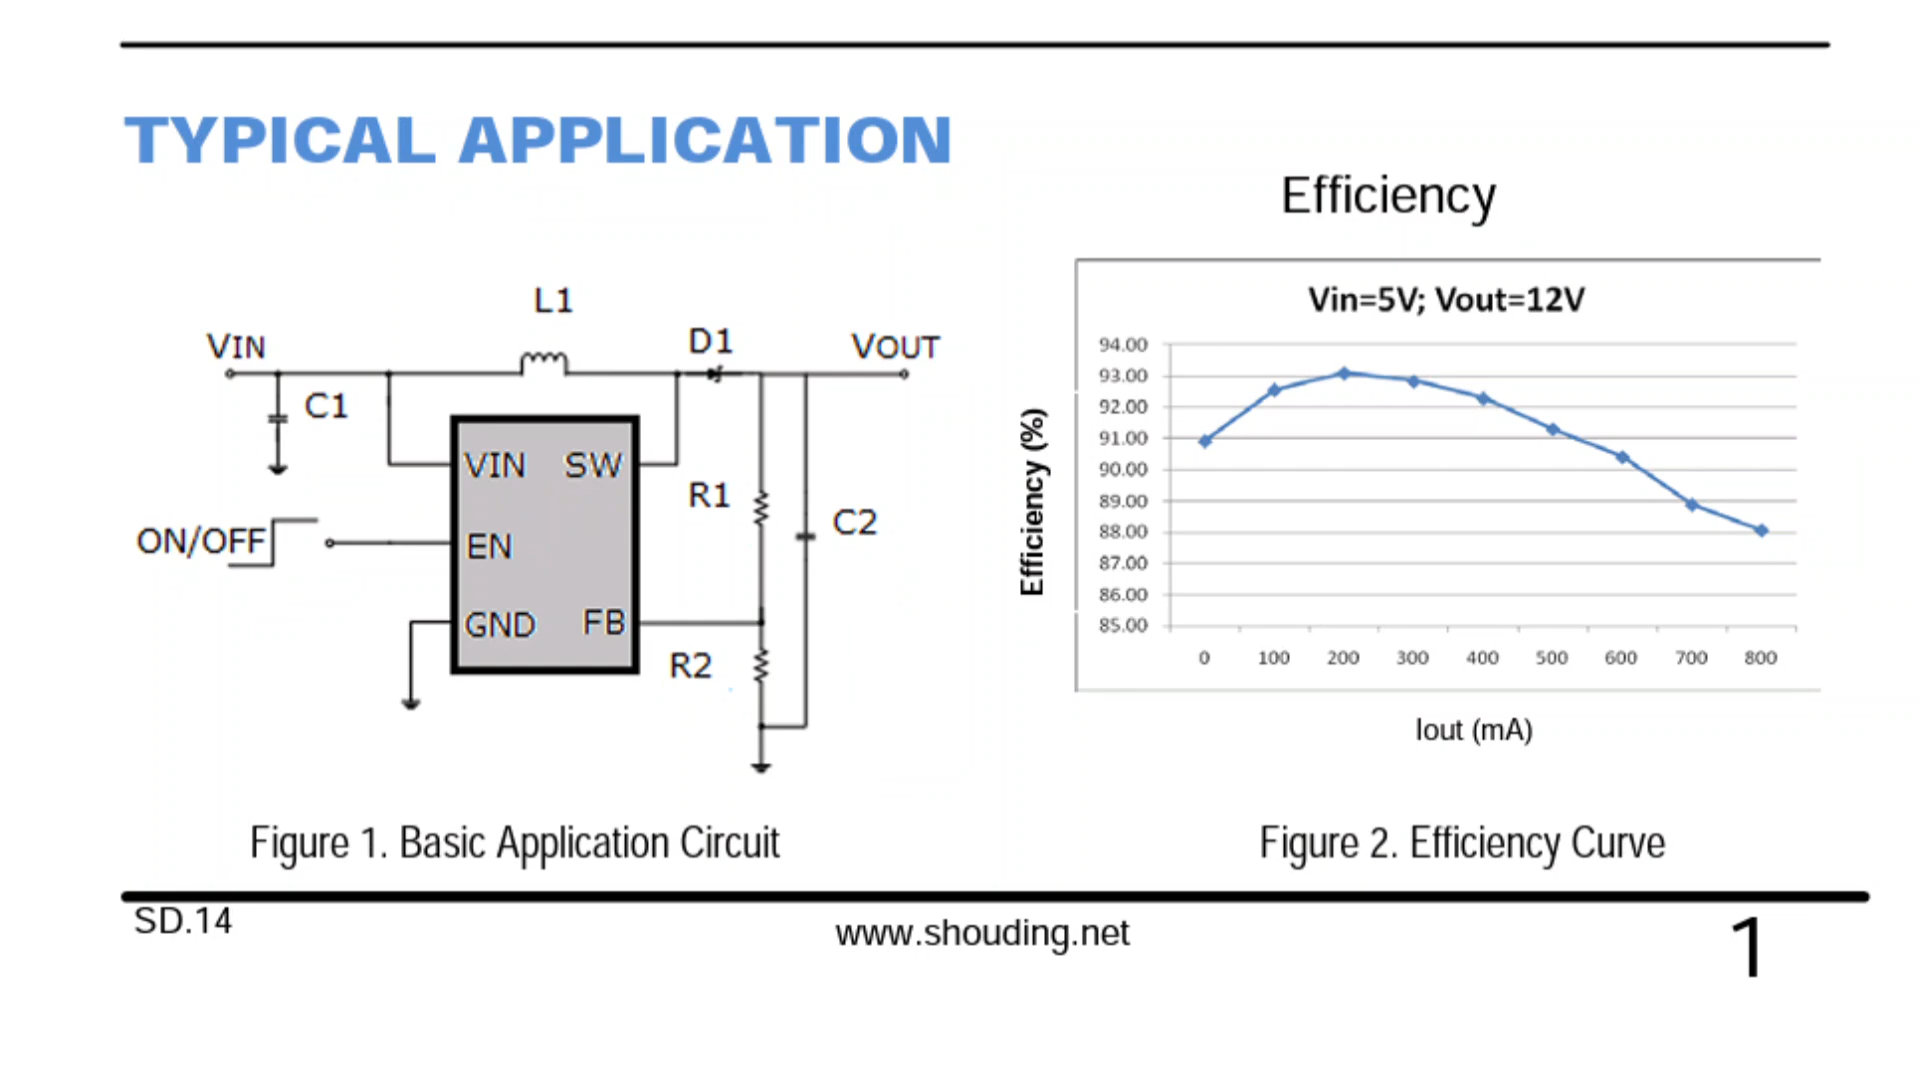 TYPICAL APPLICATION
L1
VIN
D1
VOUT
C1
VIN SW
R1
C2
ON/OFF
EN
GND FB
R2
Figure 1. Basic Application Circuit
Efficiency
Vin=5V; Vout=12V
Efficiency (%)
94.00
93.00
92.00
91.00
90.00
89.00
88.00
87.00
86.00
85.00
0 100 200 300 400 500 600 700 800
Iout (mA)
Figure 2. Efficiency Curve
SD.14
www.shouding.net
1